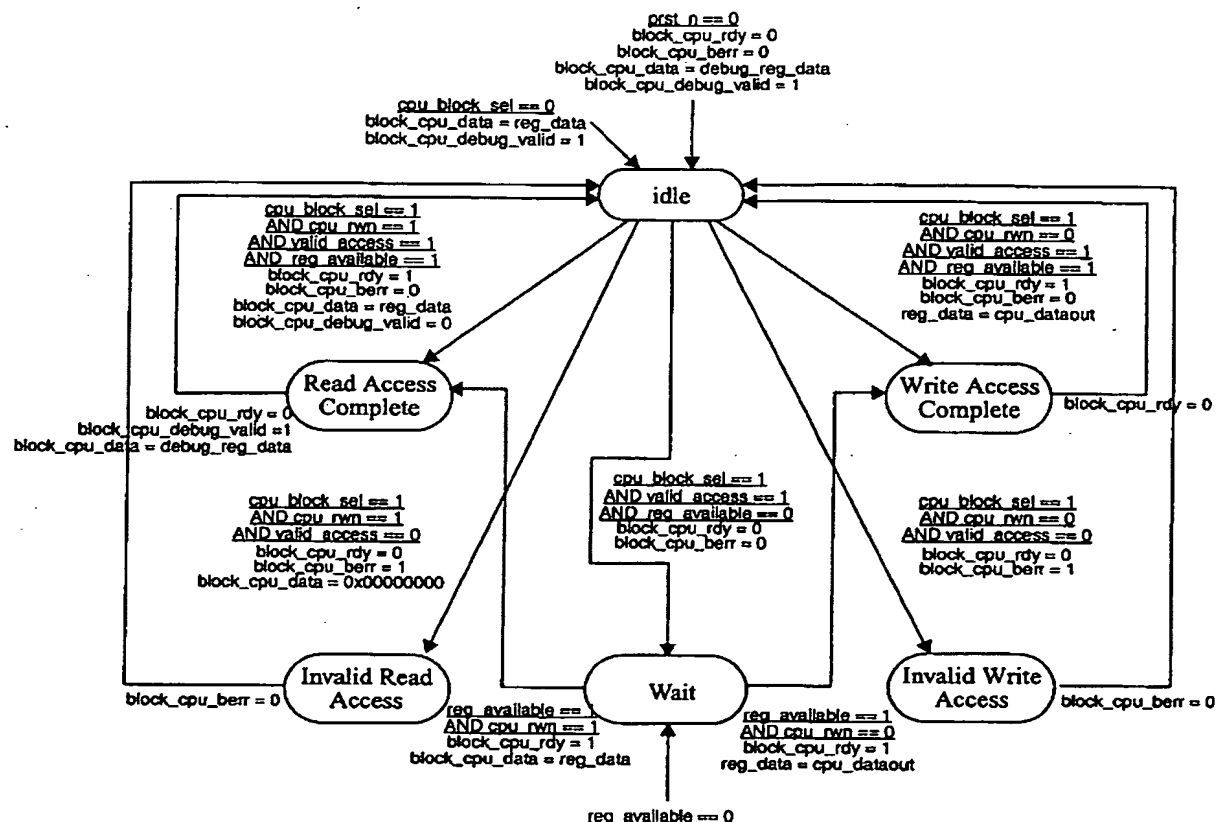 prst_n == 0
block_cpu_rdy = 0
block_cpu_berr = 0
block_cpu_data = debug_reg_data
block_cpu_debug_valid = 1
cpu_block_sel == 0
block_cpu_data = reg_data
block_cpu_debug_valid = 1
idle
cpu_block_sel == 1
AND cpu_rwn == 1
AND valid_access == 1
AND reg_available == 1
block_cpu_rdy = 1
block_cpu_berr = 0
block_cpu_data = reg_data
block_cpu_debug_valid = 0
cpu_block_sel == 1
AND cpu_rwn == 0
AND valid_access == 1
AND reg_available == 1
block_cpu_rdy = 1
block_cpu_berr = 0
reg_data = cpu_dataout
Read Access
Complete
Write Access
Complete
block_cpu_rdy = 0
block_cpu_debug_valid =1
block_cpu_data = debug_reg_data
block_cpu_rdy = 0
cpu_block_sel == 1
AND cpu_rwn == 1
AND valid_access == 0
block_cpu_rdy = 0
block_cpu_berr = 1
block_cpu_data = 0x00000000
cpu_block_sel == 1
AND valid_access == 1
AND reg_available == 0
block_cpu_rdy = 0
block_cpu_berr = 0
cpu_block_sel == 1
AND cpu_rwn == 0
AND valid_access == 0
block_cpu_rdy = 0
block_cpu_berr = 1
Invalid Read
Access
Wait
Invalid Write
Access
block_cpu_berr = 0
reg_available == 1
AND cpu_rwn == 1
block_cpu_rdy = 1
block_cpu_data = reg_data
reg_available == 1
AND cpu_rwn == 0
block_cpu_rdy = 1
reg_data = cpu_dataout
block_cpu_berr = 0
reg_available == 0